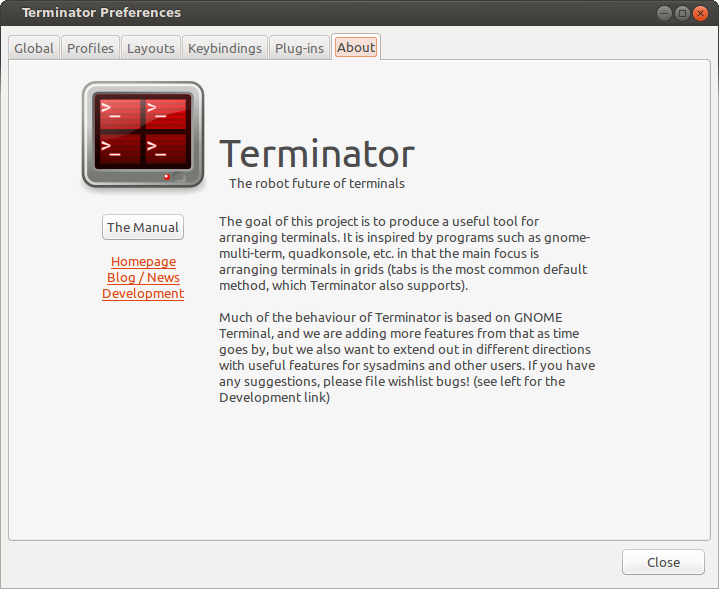 Terminator Preferences
Global Profiles Layouts Keybindings Plug-ins About
>_ >_
>_ >_
Terminator
The robot future of terminals
The Manual
Homepage
Blog / News
Development
The goal of this project is to produce a useful tool for
arranging terminals. It is inspired by programs such as gnome-
multi-term, quadkonsole, etc. in that the main focus is
arranging terminals in grids (tabs is the most common default
method, which Terminator also supports).
Much of the behaviour of Terminator is based on GNOME
Terminal, and we are adding more features from that as time
goes by, but we also want to extend out in different directions
with useful features for sysadmins and other users. If you have
any suggestions, please file wishlist bugs! (see left for the
Development link)
Close